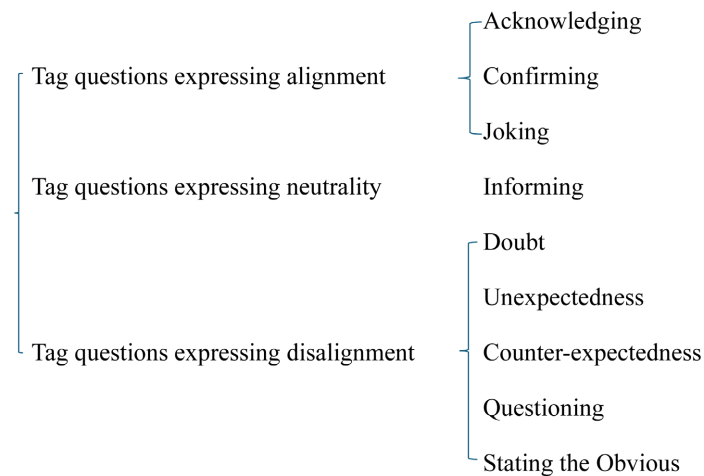 Acknowledging
Tag questions expressing alignment
Confirming
Joking
Tag questions expressing neutrality
Informing
Doubt
Unexpectedness
Tag questions expressing disalignment
Counter-expectedness
Questioning
Stating the Obvious